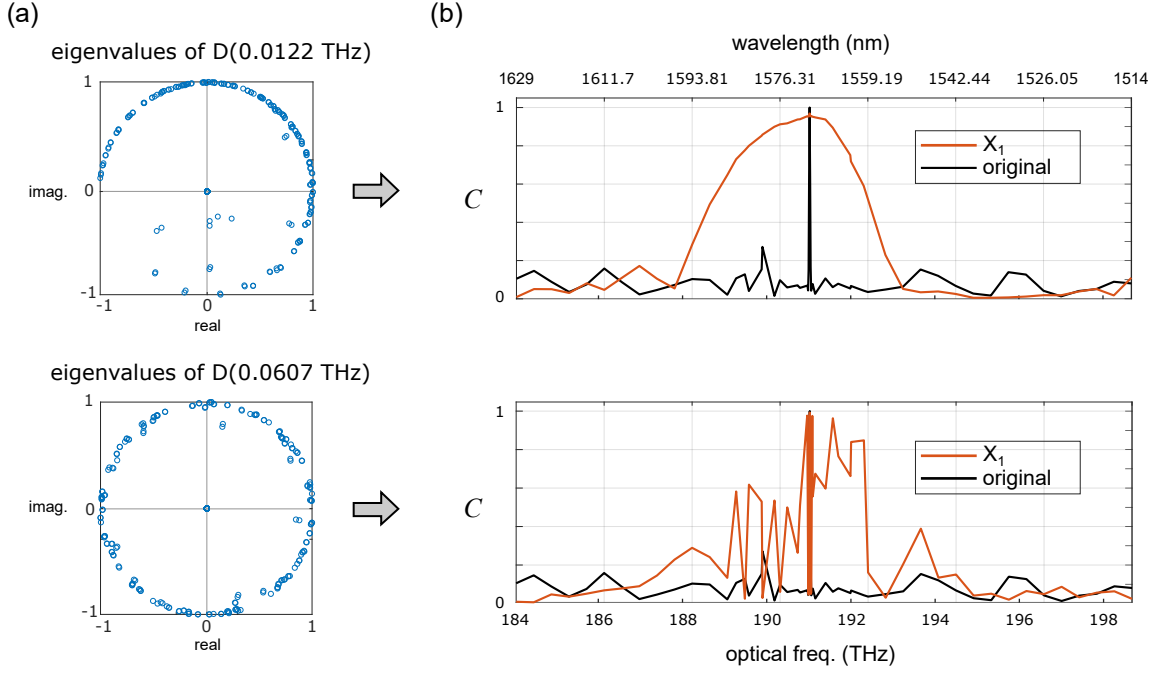 (a)
(b)
eigenvalues of D(0.0122 THz)
1
imag.
0
-1
-1
0
1
real
wavelength (nm)
1629 1611.7 1593.81 1576.31 1559.19 1542.44 1526.05 1514
1
C
0
X1
original
eigenvalues of D(0.0607 THz)
1
imag.
0
-1
-1
0
1
real
1
C
0
X1
original
184 186 188 190 192 194 196 198
optical freq. (THz)